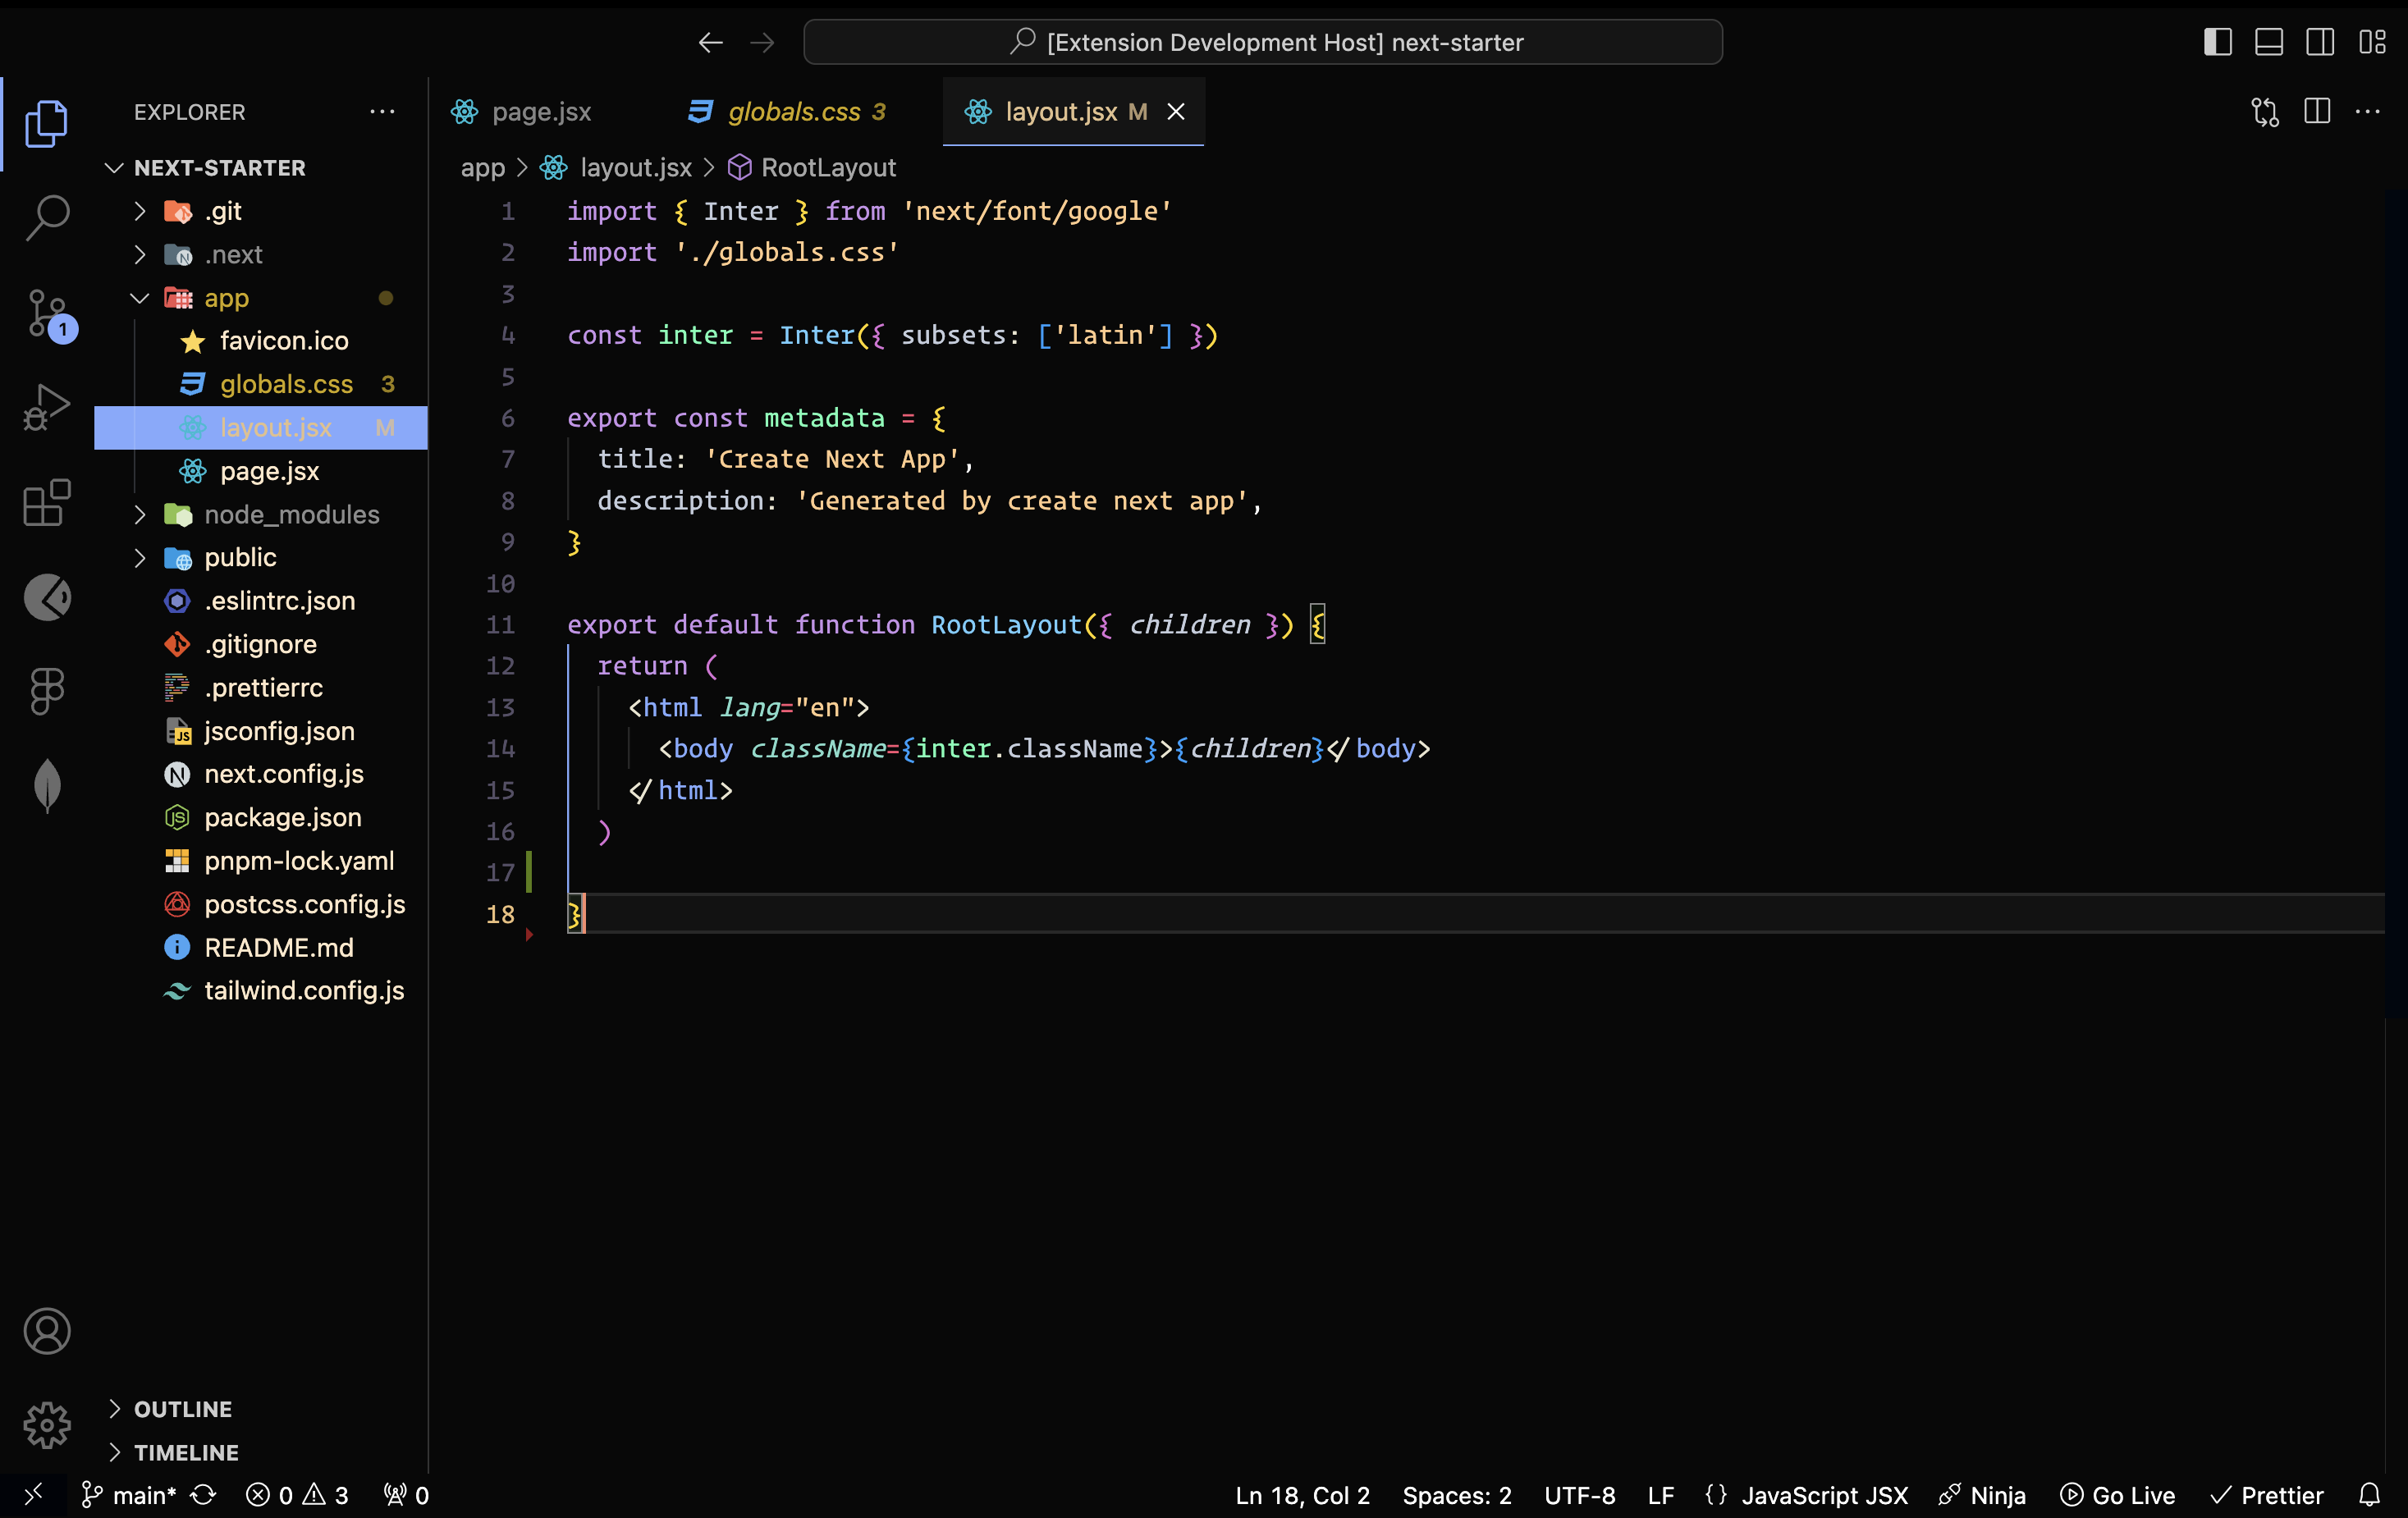 [Extension Development Host] next-starter
EXPLORER
NEXT-STARTER
.git
.next
app
favicon.ico
globals.css 3
layout.jsx M
page.jsx
node_modules
public
.eslintrc.json
.gitignore
.prettierrc
jsconfig.json
next.config.js
package.json
pnpm-lock.yaml
postcss.config.js
README.md
tailwind.config.js
OUTLINE
TIMELINE
1
page.jsx globals.css 3 layout.jsx M
app > layout.jsx > RootLayout
1 import { Inter } from 'next/font/google'
2 import './globals.css'
3
4 const inter = Inter({ subsets: ['latin'] })
5
6 export const metadata = {
7 title: 'Create Next App',
8 description: 'Generated by create next app',
9 }
10
11 export default function RootLayout({ children }) {
12 return (
13 <html lang="en">
14 <body className={inter.className}>{children}</body>
15 </html>
16 )
17
18 }
main* 0 3 0 Ln 18, Col 2 Spaces: 2 UTF-8 LF {} JavaScript JSX Ninja Go Live Prettier